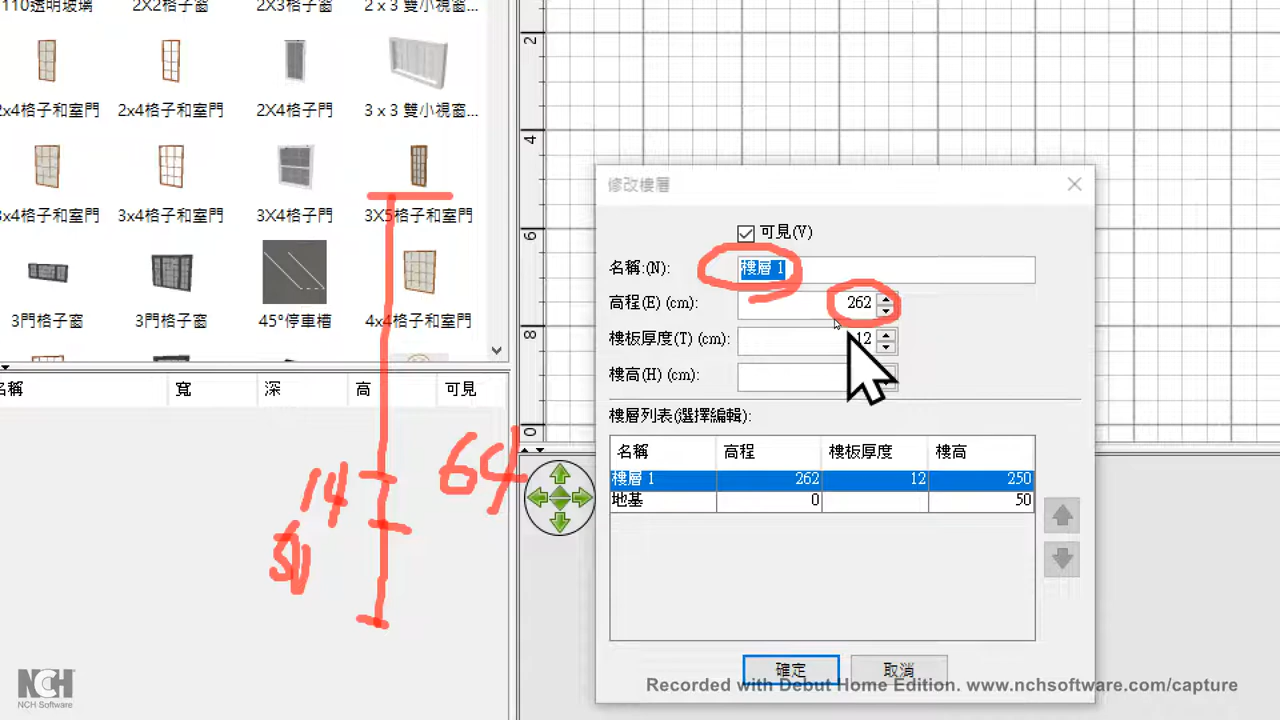 110透明玻璃
2X2格子窗
2X3格子窗
2 x 3 雙小視窗...
2x4格子和室門
2x4格子和室門
2X4格子門
3 x 3 雙小視窗...
3x4格子和室門
3x4格子和室門
3X4格子門
3X5格子和室門
3門格子窗
3門格子窗
45°停車槽
4x4格子和室門
名稱 寬 深 高 可見
14
50
64
2
4
6
8
0
修改樓層
可見(V)
名稱:(N): 樓層 1
高程(E) (cm): 262
樓板厚度(T) (cm): 12
樓高(H) (cm):
樓層列表(選擇編輯):
名稱 高程 樓板厚度 樓高
樓層 1 262 12 250
地基 0 50
確定 取消
NCH
NCH Software
Recorded with Debut Home Edition. www.nchsoftware.com/capture